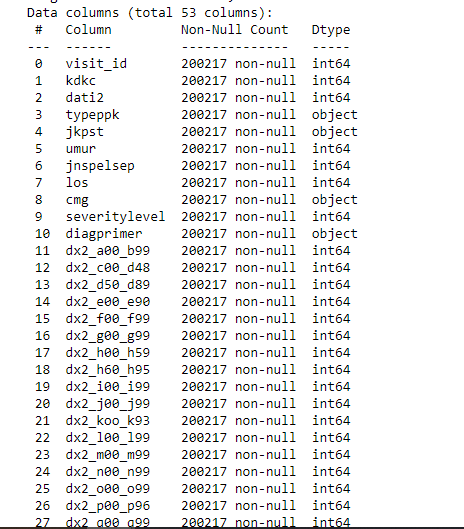 Data columns (total 53 columns):
# Column Non-Null Count Dtype
--- ------ -------------- -----
0 visit_id 200217 non-null int64
1 kdkc 200217 non-null int64
2 dati2 200217 non-null int64
3 typeppk 200217 non-null object
4 jkpst 200217 non-null object
5 umur 200217 non-null int64
6 jnspelsep 200217 non-null int64
7 los 200217 non-null int64
8 cmg 200217 non-null object
9 severitylevel 200217 non-null int64
10 diagprimer 200217 non-null object
11 dx2_a00_b99 200217 non-null int64
12 dx2_c00_d48 200217 non-null int64
13 dx2_d50_d89 200217 non-null int64
14 dx2_e00_e90 200217 non-null int64
15 dx2_f00_f99 200217 non-null int64
16 dx2_g00_g99 200217 non-null int64
17 dx2_h00_h59 200217 non-null int64
18 dx2_h60_h95 200217 non-null int64
19 dx2_i00_i99 200217 non-null int64
20 dx2_j00_j99 200217 non-null int64
21 dx2_koo_k93 200217 non-null int64
22 dx2_l00_l99 200217 non-null int64
23 dx2_m00_m99 200217 non-null int64
24 dx2_n00_n99 200217 non-null int64
25 dx2_o00_o99 200217 non-null int64
26 dx2_p00_p96 200217 non-null int64
27 dx2_q00_q99 200217 non-null int64